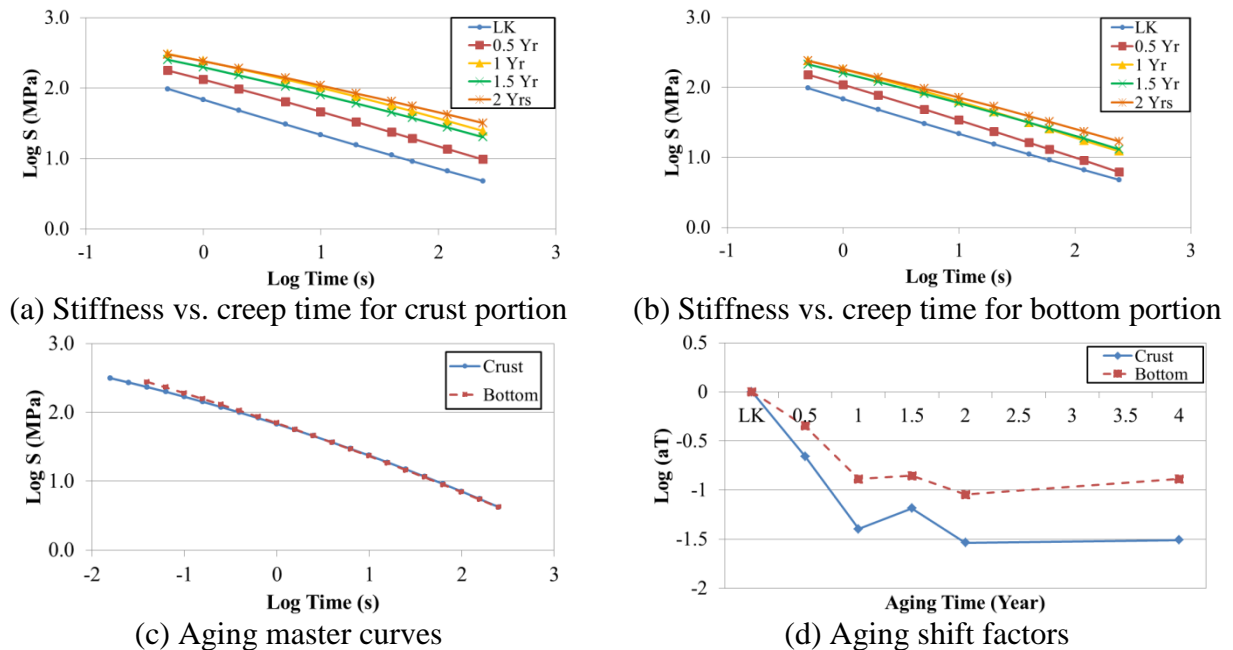 3.0
2.0
1.0
0.0
-1
0
1
2
3
Log S (MPa)
Log Time (s)
LK
0.5 Yr
1 Yr
1.5 Yr
2 Yrs
(a) Stiffness vs. creep time for crust portion
3.0
2.0
1.0
0.0
-1
0
1
2
3
Log S (MPa)
Log Time (s)
LK
0.5 Yr
1 Yr
1.5 Yr
2 Yrs
(b) Stiffness vs. creep time for bottom portion
3.0
2.0
1.0
0.0
-2
-1
0
1
2
3
Log S (MPa)
Log Time (s)
Crust
Bottom
(c) Aging master curves
0.5
0
-0.5
-1
-1.5
-2
LK
0.5
1
1.5
2
2.5
3
3.5
4
Log (aT)
Aging Time (Year)
Crust
Bottom
(d) Aging shift factors